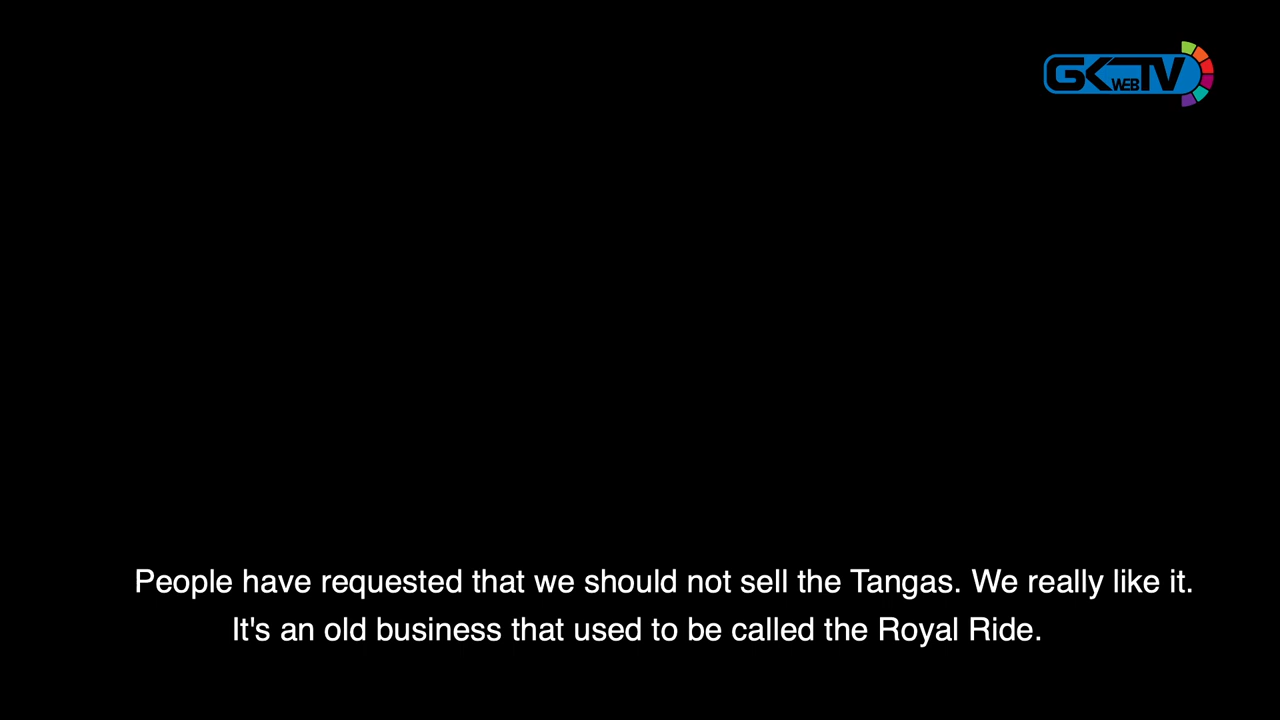 GK WEB TV
People have requested that we should not sell the Tangas. We really like it.
It's an old business that used to be called the Royal Ride.